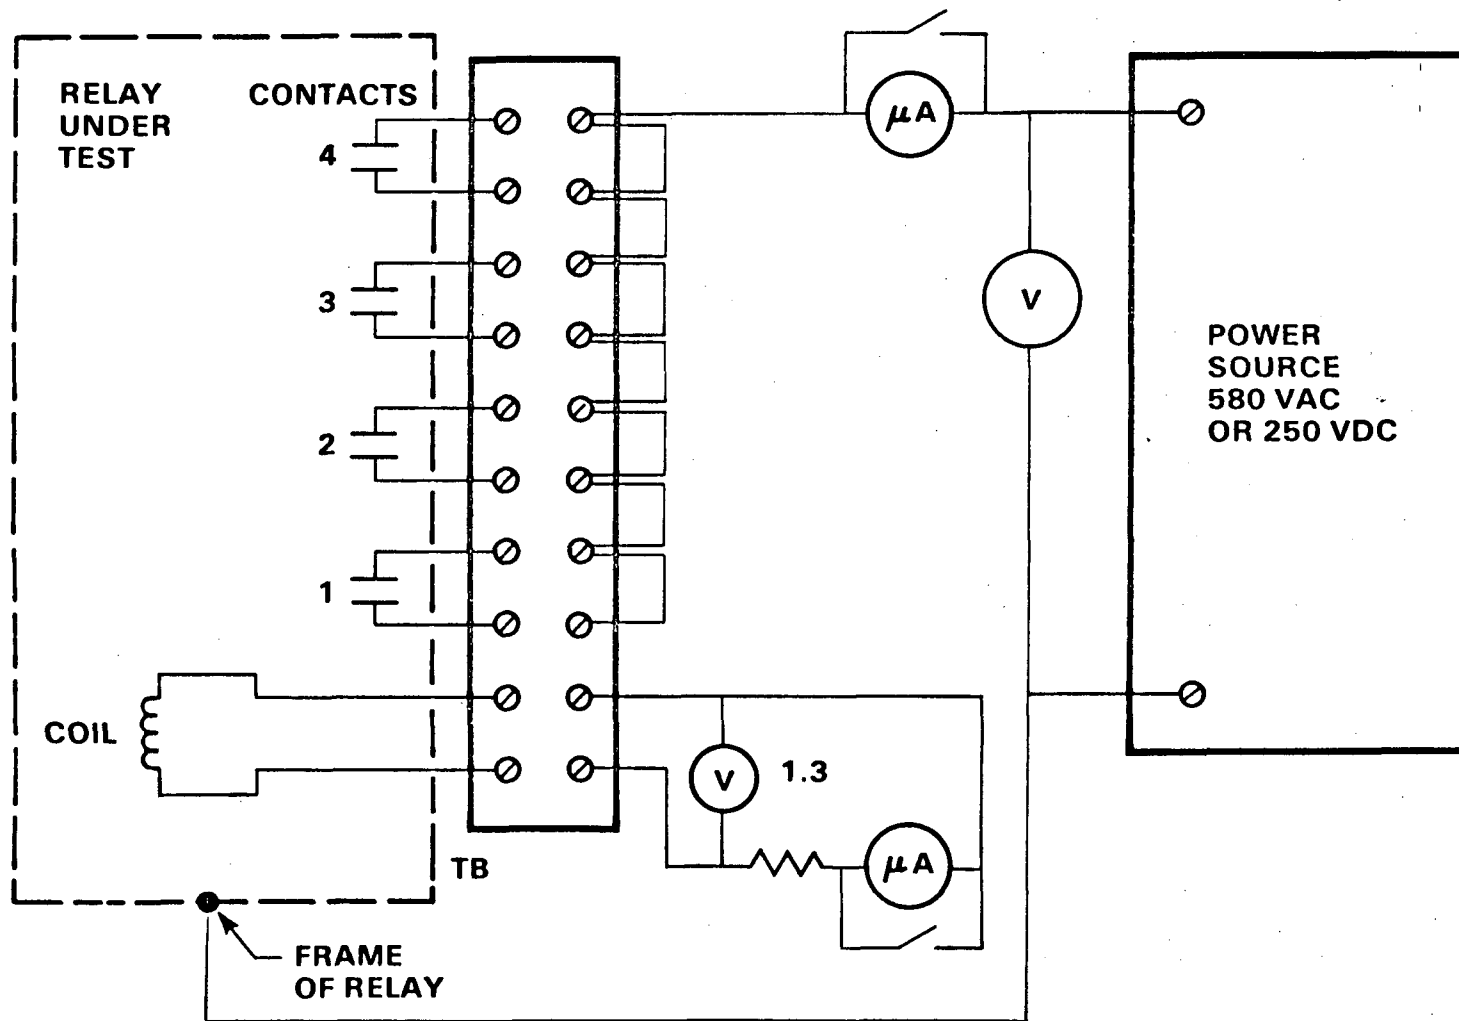 RELAY
UNDER
TEST
CONTACTS
4
3
2
1
COIL
TB
FRAME
OF RELAY
μA
V
POWER
SOURCE
580 VAC
OR 250 VDC
V
1.3
μA